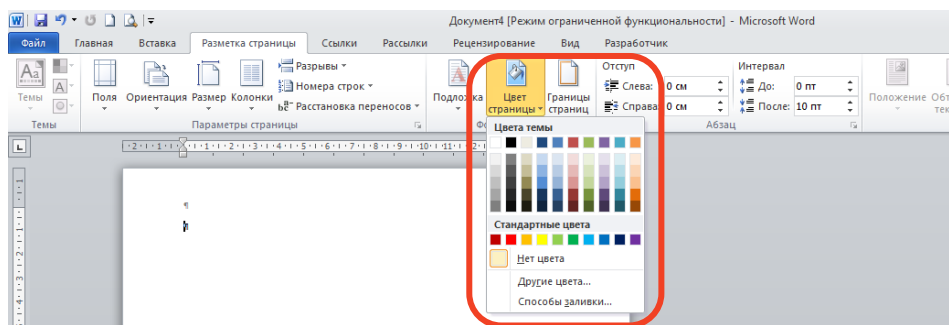 Документ4 [Режим ограниченной функциональности] - Microsoft Word
Файл Главная Вставка Разметка страницы Ссылки Рассылки Рецензирование Вид Разработчик
Aa Разрывы Отступ Интервал
Номера строк Слева: 0 см До: 0 пт
Темы Поля Ориентация Размер Колонки Расстановка переносов Подложка Цвет страницы Границы страниц Справа: 0 см После: 10 пт Положение
Темы Параметры страницы Абзац
Цвета темы
Стандартные цвета
Нет цвета
Другие цвета...
Способы заливки...